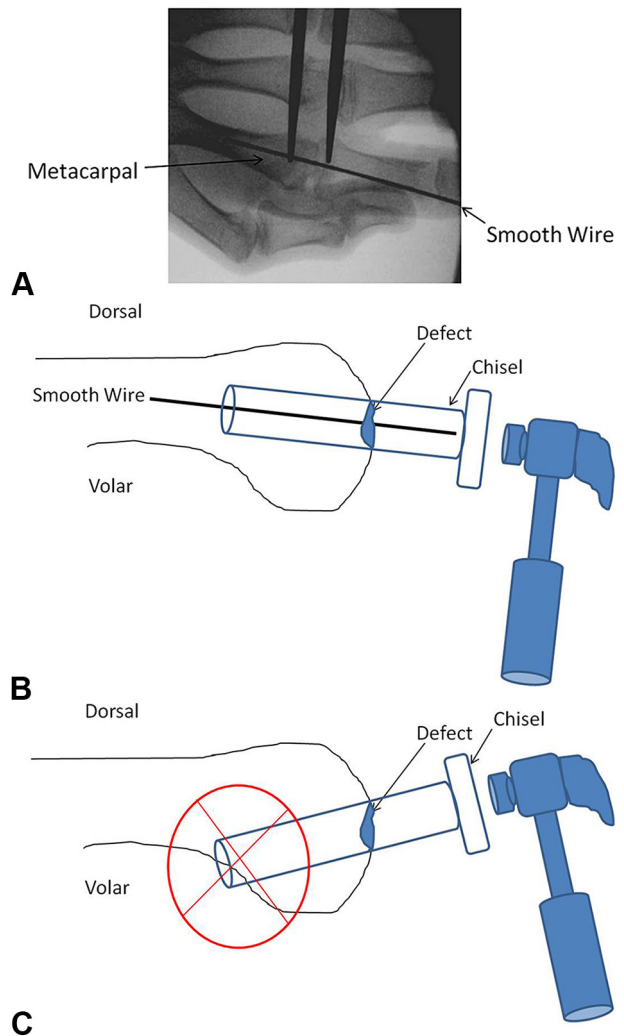 Metacarpal
Smooth Wire
A
Dorsal
Defect
Chisel
Smooth Wire
Volar
B
Dorsal
Chisel
Defect
Volar
C